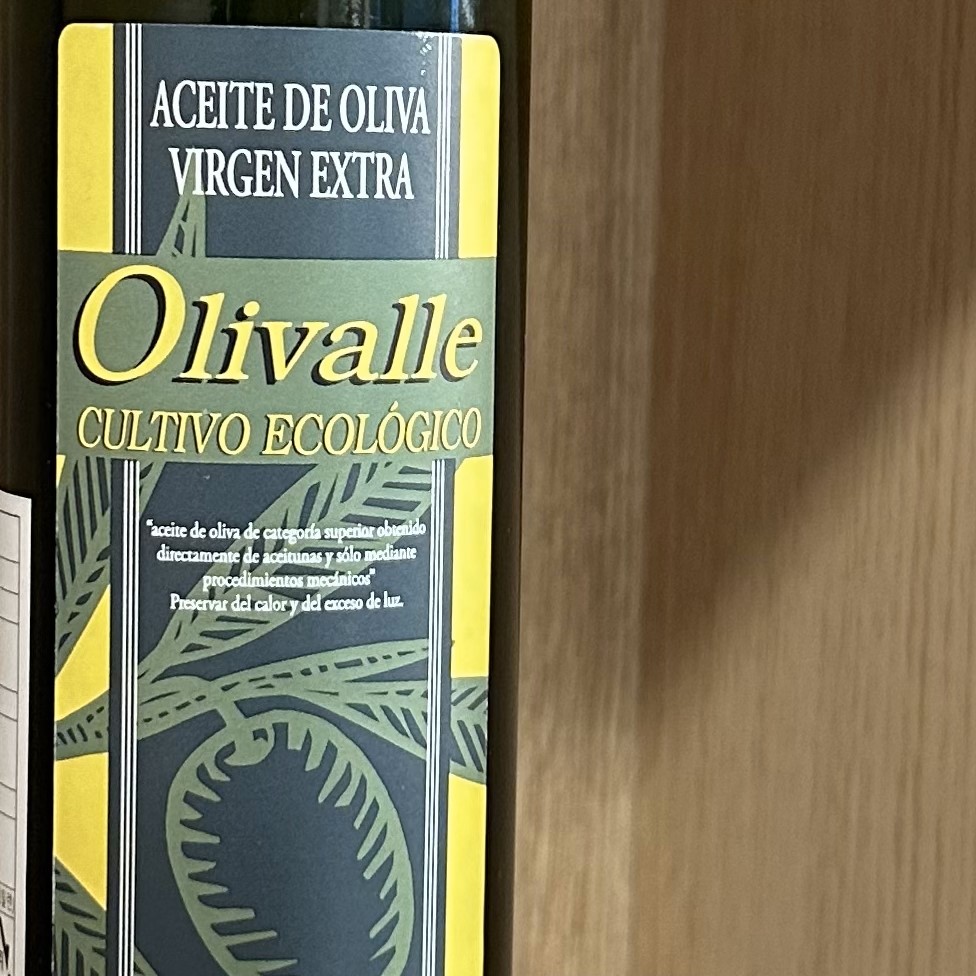 ACEITE DE OLIVA
VIRGEN EXTRA
Olivalle
CULTIVO ECOLÓGICO
“aceite de oliva de categoría superior obtenido
directamente de aceitunas y sólo mediante
procedimientos mecánicos”
Preservar del calor y del exceso de luz.